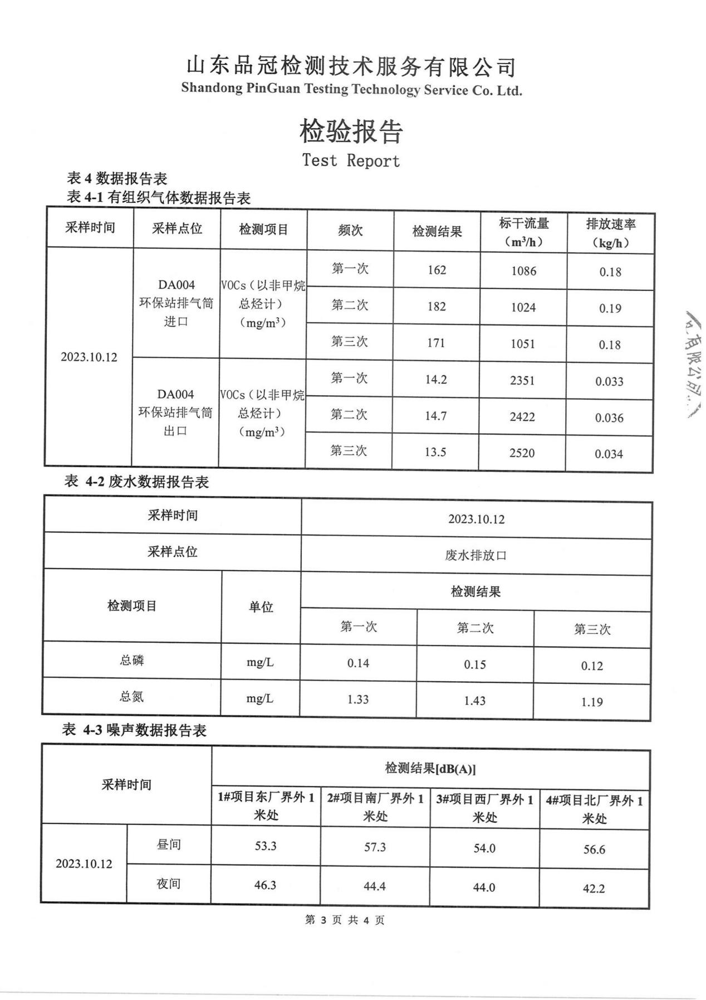 山东品冠检测技术服务有限公司
Shandong PinGuan Testing Technology Service Co. Ltd.
检验报告
Test Report
表 4 数据报告表
表 4-1 有组织气体数据报告表
采样时间 采样点位 检测项目 频次 检测结果 标干流量（m³/h） 排放速率（kg/h）
2023.10.12
DA004
环保站排气筒
进口
VOCs（以非甲烷
总烃计）
（mg/m³）
第一次 162 1086 0.18
第二次 182 1024 0.19
第三次 171 1051 0.18
DA004
环保站排气筒
出口
VOCs（以非甲烷
总烃计）
（mg/m³）
第一次 14.2 2351 0.033
第二次 14.7 2422 0.036
第三次 13.5 2520 0.034
表 4-2 废水数据报告表
采样时间 2023.10.12
采样点位 废水排放口
检测项目 单位 检测结果
第一次 第二次 第三次
总磷 mg/L 0.14 0.15 0.12
总氮 mg/L 1.33 1.43 1.19
表 4-3 噪声数据报告表
采样时间 检测结果[dB(A)]
1#项目东厂界外 1 2#项目南厂界外 1 3#项目西厂界外 1 4#项目北厂界外 1
米处 米处 米处 米处
2023.10.12
昼间 53.3 57.3 54.0 56.6
夜间 46.3 44.4 44.0 42.2
第 3 页 共 4 页
有限公司